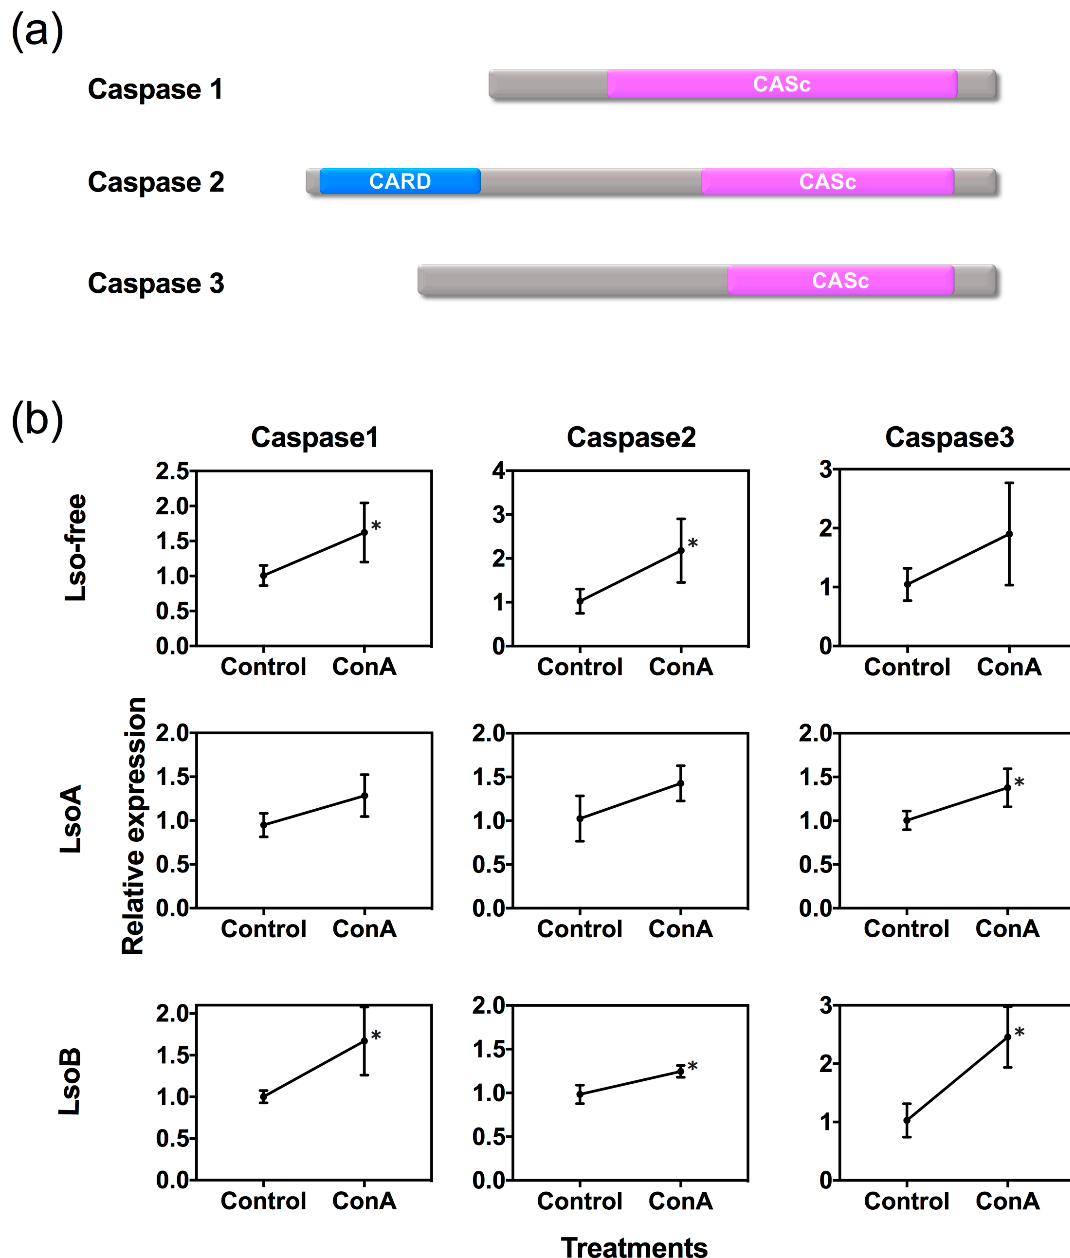 (a)
Caspase 1
CASc
Caspase 2
CARD
CASc
Caspase 3
CASc
(b)
Caspase1
Caspase2
Caspase3
Relative expression
Lso-free
2.5
2.0
1.5
1.0
0.5
0.0
*
Control
ConA
4
3
2
1
0
*
Control
ConA
3
2
1
0
Control
ConA
LsoA
2.0
1.5
1.0
0.5
0.0
Control
ConA
2.0
1.5
1.0
0.5
0.0
Control
ConA
2.0
1.5
1.0
0.5
0.0
*
Control
ConA
LsoB
2.0
1.5
1.0
0.5
0.0
*
Control
ConA
2.0
1.5
1.0
0.5
0.0
*
Control
ConA
3
2
1
0
*
Control
ConA
Treatments